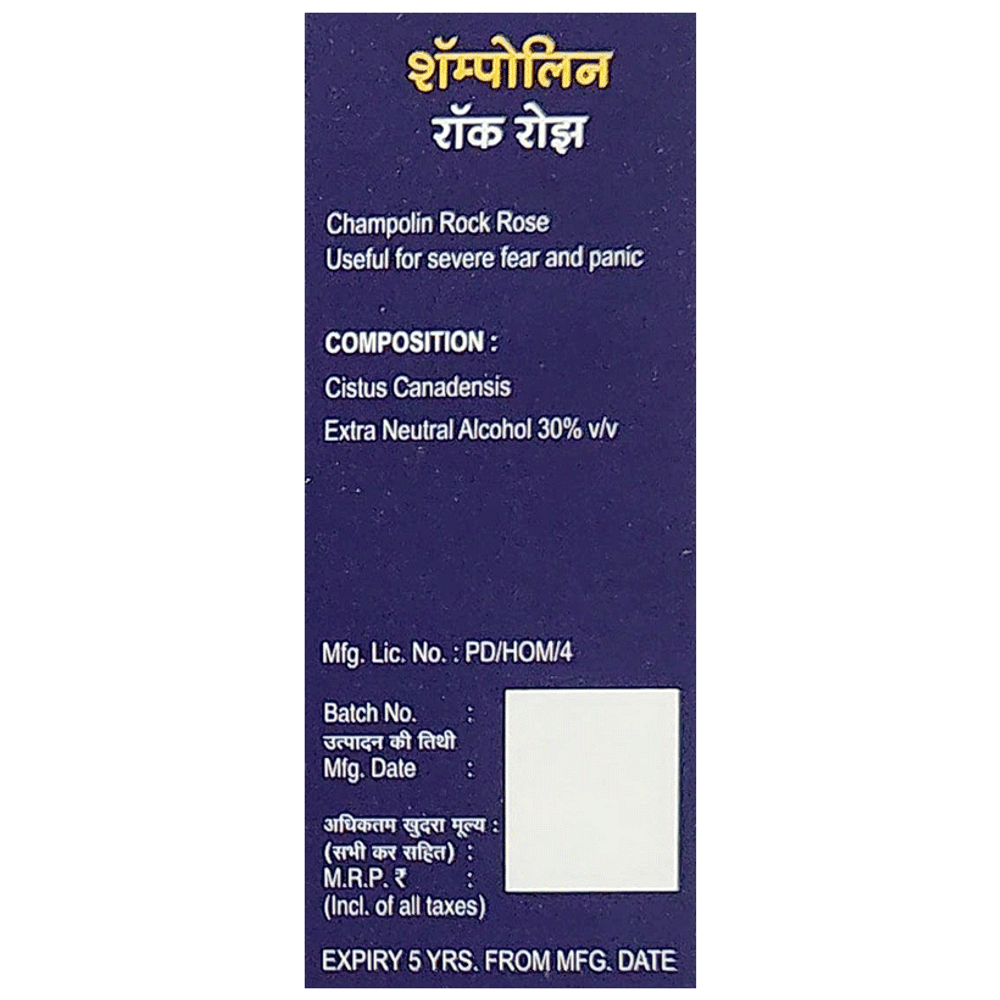 शॅम्पोलिन
रॉक रोझ
Champolin Rock Rose
Useful for severe fear and panic
COMPOSITION :
Cistus Canadensis
Extra Neutral Alcohol 30% v/v
Mfg. Lic. No. : PD/HOM/4
Batch No. :
उत्पादन की तिथी
Mfg. Date :
अधिकतम खुदरा मूल्य :
(सभी कर सहित) :
M.R.P. ₹ :
(Incl. of all taxes)
EXPIRY 5 YRS. FROM MFG. DATE